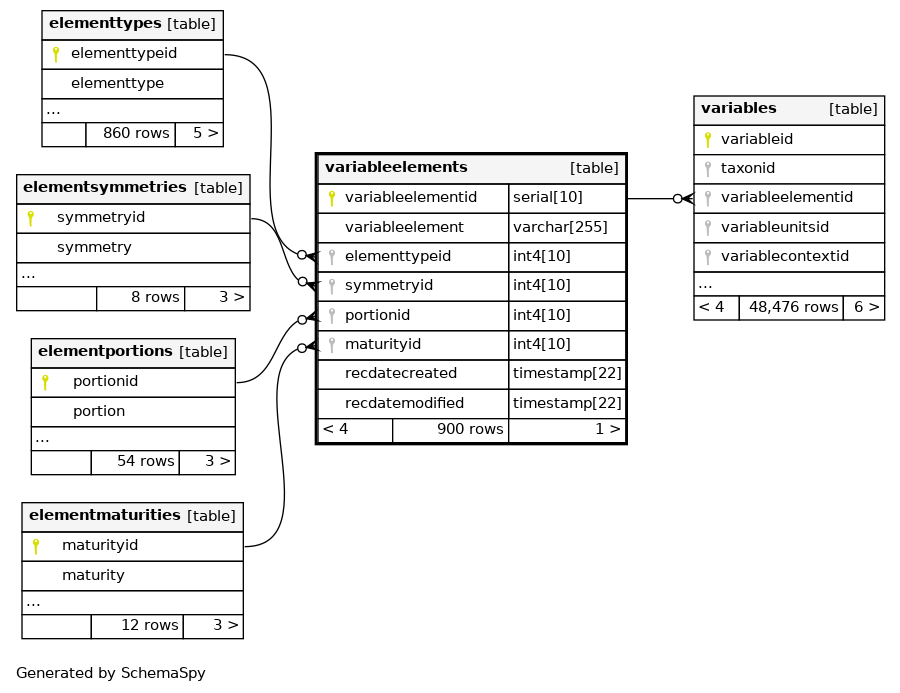 elementtypes [table]
elementtypeid
elementtype
...
860 rows 5 >
elementsymmetries [table]
symmetryid
symmetry
...
8 rows 3 >
elementportions [table]
portionid
portion
...
54 rows 3 >
elementmaturities [table]
maturityid
maturity
...
12 rows 3 >
variableelements [table]
variableelementid serial[10]
variableelement varchar[255]
elementtypeid int4[10]
symmetryid int4[10]
portionid int4[10]
maturityid int4[10]
recdatecreated timestamp[22]
recdatemodified timestamp[22]
< 4 900 rows 1 >
variables [table]
variableid
taxonid
variableelementid
variableunitsid
variablecontextid
...
< 4 48,476 rows 6 >
Generated by SchemaSpy